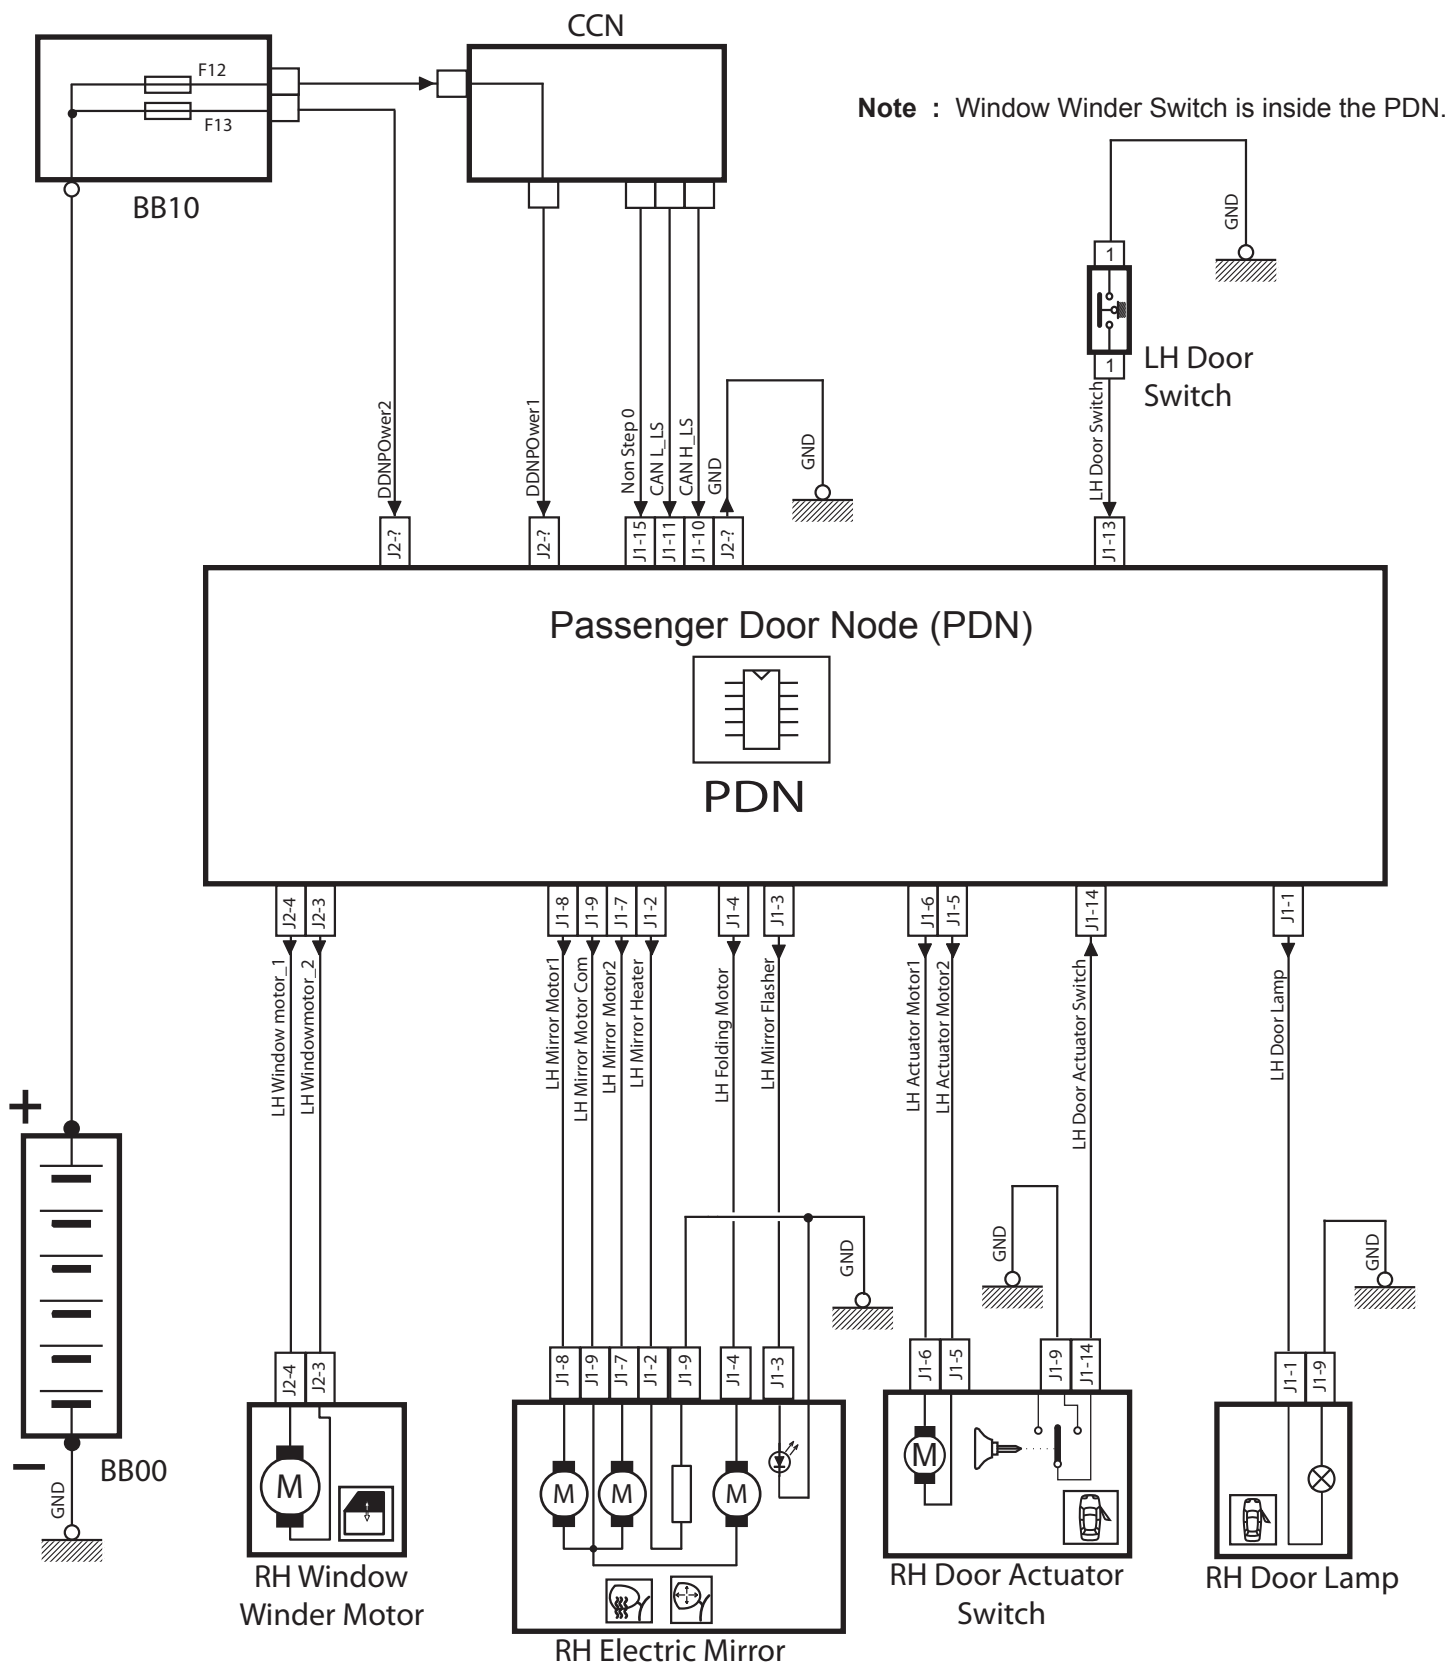 CCN
F12
F13
BB10
Note : Window Winder Switch is inside the PDN.
GND
1
1
LH Door
Switch
DDNPOwer2
DDNPOwer1
Non Step 0
CAN L_LS
CAN H_LS
GND
GND
LH Door Switch
J2-?
J2-?
J1-15
J1-11
J1-10
J2-?
J1-13
Passenger Door Node (PDN)
PDN
J2-4
J2-3
J1-8
J1-9
J1-7
J1-2
J1-4
J1-3
J1-6
J1-5
J1-14
J1-1
LH Window motor_1
LH Windowmotor_2
LH Mirror Motor1
LH Mirror Motor Com
LH Mirror Motor2
LH Mirror Heater
LH Folding Motor
LH Mirror Flasher
LH Actuator Motor1
LH Actuator Motor2
LH Door Actuator Switch
LH Door Lamp
+
GND
GND
GND
J2-4
J2-3
J1-8
J1-9
J1-7
J1-2
J1-9
J1-4
J1-3
J1-6
J1-5
J1-9
J1-14
J1-1
J1-9
–
BB00
GND
M
M
M
M
M
RH Window
Winder Motor
RH Electric Mirror
RH Door Actuator
Switch
RH Door Lamp